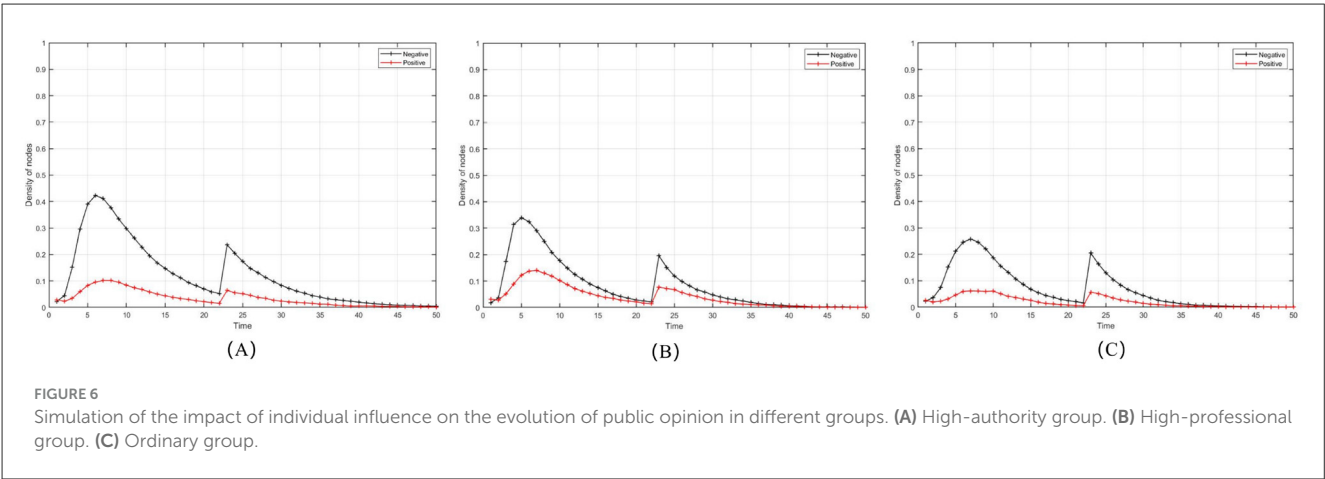 1
0.9
0.8
0.7
0.6
0.5
0.4
0.3
0.2
0.1
0
Density of nodes
0 5 10 15 20 25 30 35 40 45 50
Time
Negative
Positive
(A)
1
0.9
0.8
0.7
0.6
0.5
0.4
0.3
0.2
0.1
0
Density of nodes
0 5 10 15 20 25 30 35 40 45 50
Time
Negative
Positive
(B)
1
0.9
0.8
0.7
0.6
0.5
0.4
0.3
0.2
0.1
0
Density of nodes
0 5 10 15 20 25 30 35 40 45 50
Time
Negative
Positive
(C)
FIGURE 6
Simulation of the impact of individual influence on the evolution of public opinion in different groups. (A) High-authority group. (B) High-professional
group. (C) Ordinary group.